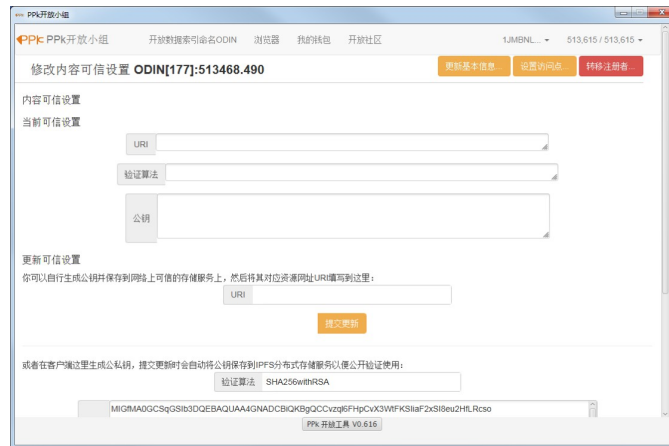 PPk开放小组
PPk PPk开放小组 开放数据索引命名ODIN 浏览器 我的钱包 开放社区 1JMBNL... 513,615 / 513,615
修改内容可信设置 ODIN[177]:513468.490 更新基本信息... 设置访问点... 转移注册者...
内容可信设置
当前可信设置
URI
验证算法
公钥
更新可信设置
你可以自行生成公钥并保存到网络上可信的存储服务上，然后将其对应资源网址URI填写到这里：
URI
提交更新
或者在客户端这里生成公私钥，提交更新时会自动将公钥保存到IPFS分布式存储服务以便公开验证使用：
验证算法 SHA256withRSA
MIGfMA0GCSqGSIb3DQEBAQUAA4GNADCBiQKBgQCCvzql6FHpCvX3WtFKSIiaF2xSI8eu2HfLRcso
PPk 开放工具 V0.616